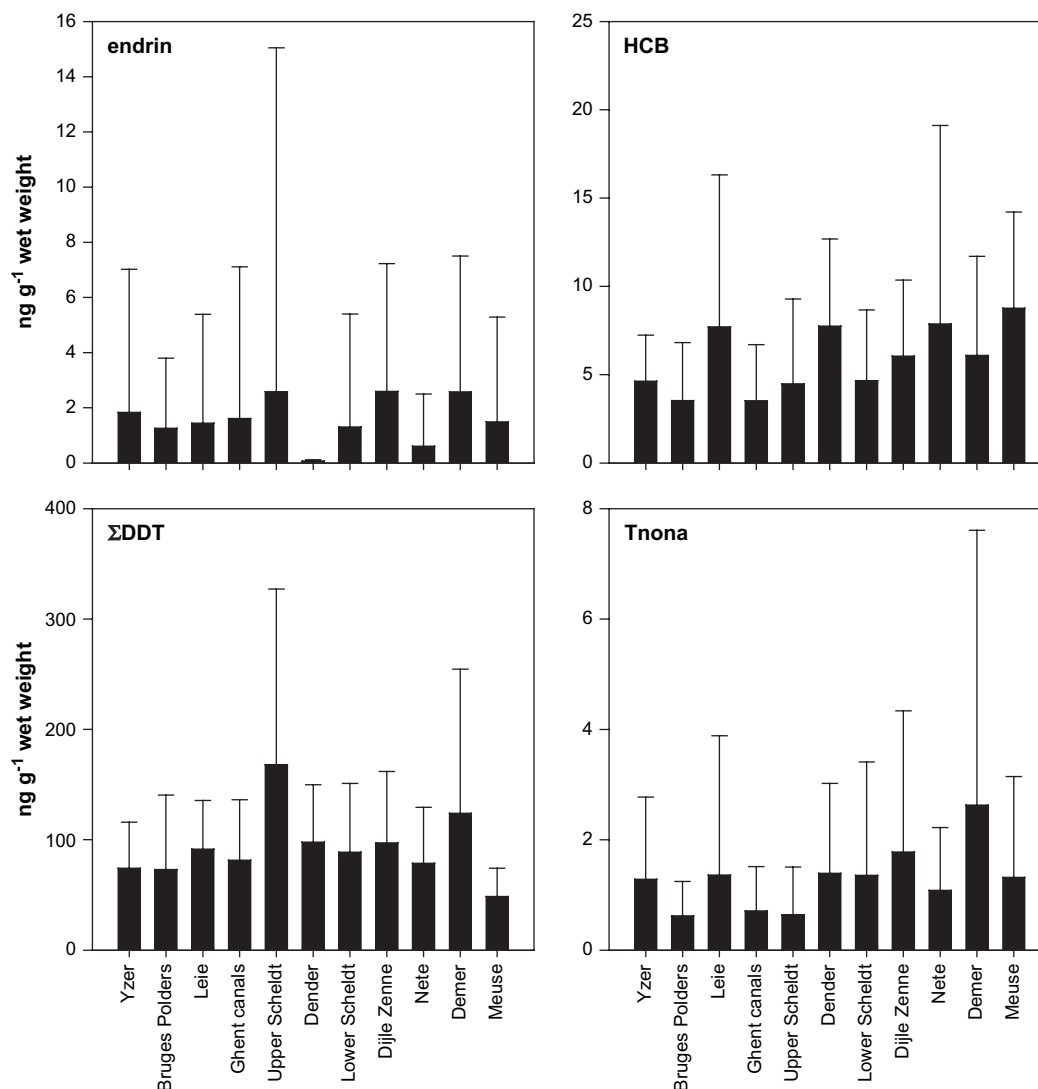 endrin
16
14
12
10
8
6
4
2
0
ng g⁻¹ wet weight
HCB
25
20
15
10
5
0
ΣDDT
400
300
200
100
0
ng g⁻¹ wet weight
Yzer
Bruges Polders
Leie
Ghent canals
Upper Scheldt
Dender
Lower Scheldt
Dijle Zenne
Nete
Demer
Meuse
Tnona
8
6
4
2
0
Yzer
Bruges Polders
Leie
Ghent canals
Upper Scheldt
Dender
Lower Scheldt
Dijle Zenne
Nete
Demer
Meuse